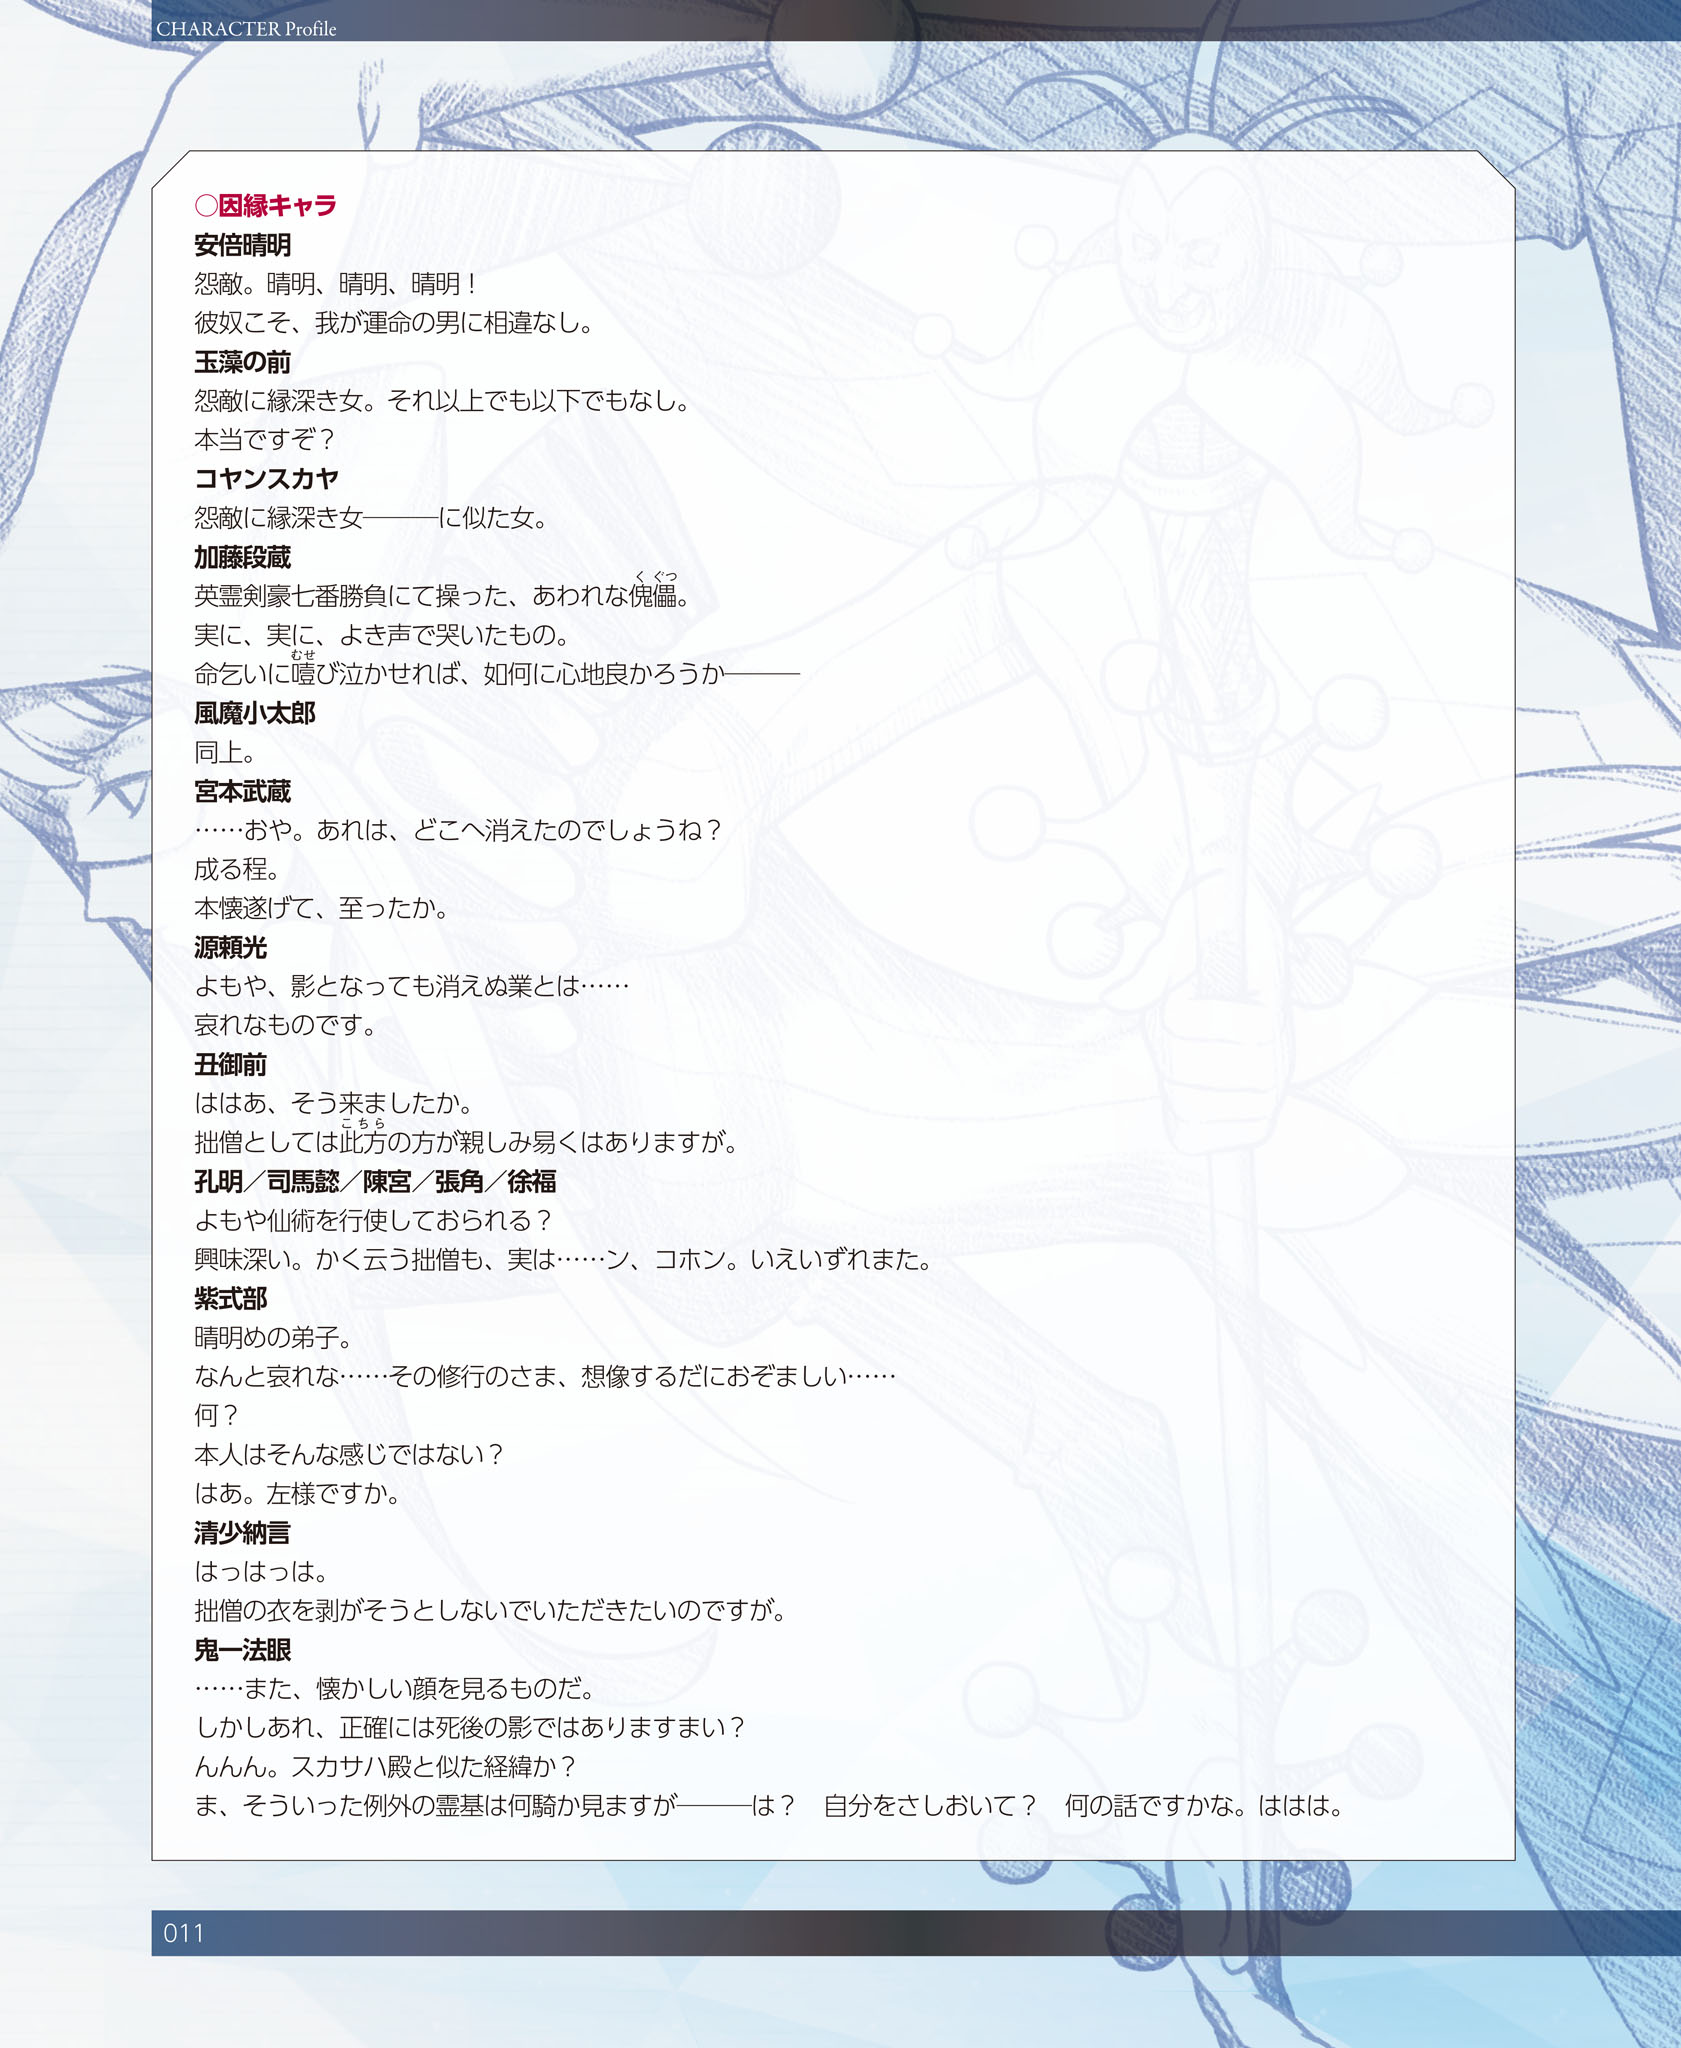 CHARACTER Profile
○因縁キャラ
安倍晴明
怨敵。晴明、晴明、晴明！
彼奴こそ、我が運命の男に相違なし。
玉藻の前
怨敵に縁深き女。それ以上でも以下でもなし。
本当ですぞ？
コヤンスカヤ
怨敵に縁深き女―――に似た女。
加藤段蔵
英霊剣豪七番勝負にて操った、あわれな傀儡。
くぐつ
実に、実に、よき声で哭いたもの。
命乞いに噎び泣かせれば、如何に心地良かろうか―――
むせ
風魔小太郎
同上。
宮本武蔵
……おや。あれは、どこへ消えたのでしょうね？
成る程。
本懐遂げて、至ったか。
源頼光
よもや、影となっても消えぬ業とは……
哀れなものです。
丑御前
ははあ、そう来ましたか。
拙僧としては此方の方が親しみ易くはありますが。
こちら
孔明／司馬懿／陳宮／張角／徐福
よもや仙術を行使しておられる？
興味深い。かく云う拙僧も、実は……ン、コホン。いえいずれまた。
紫式部
晴明めの弟子。
なんと哀れな……その修行のさま、想像するだにおぞましい……
何？
本人はそんな感じではない？
はあ。左様ですか。
清少納言
はっはっは。
拙僧の衣を剥がそうとしないでいただきたいのですが。
鬼一法眼
……また、懐かしい顔を見るものだ。
しかしあれ、正確には死後の影ではありますまい？
んんん。スカサハ殿と似た経緯か？
ま、そういった例外の霊基は何騎か見ますが―――は？　自分をさしおいて？　何の話ですかな。ははは。
011